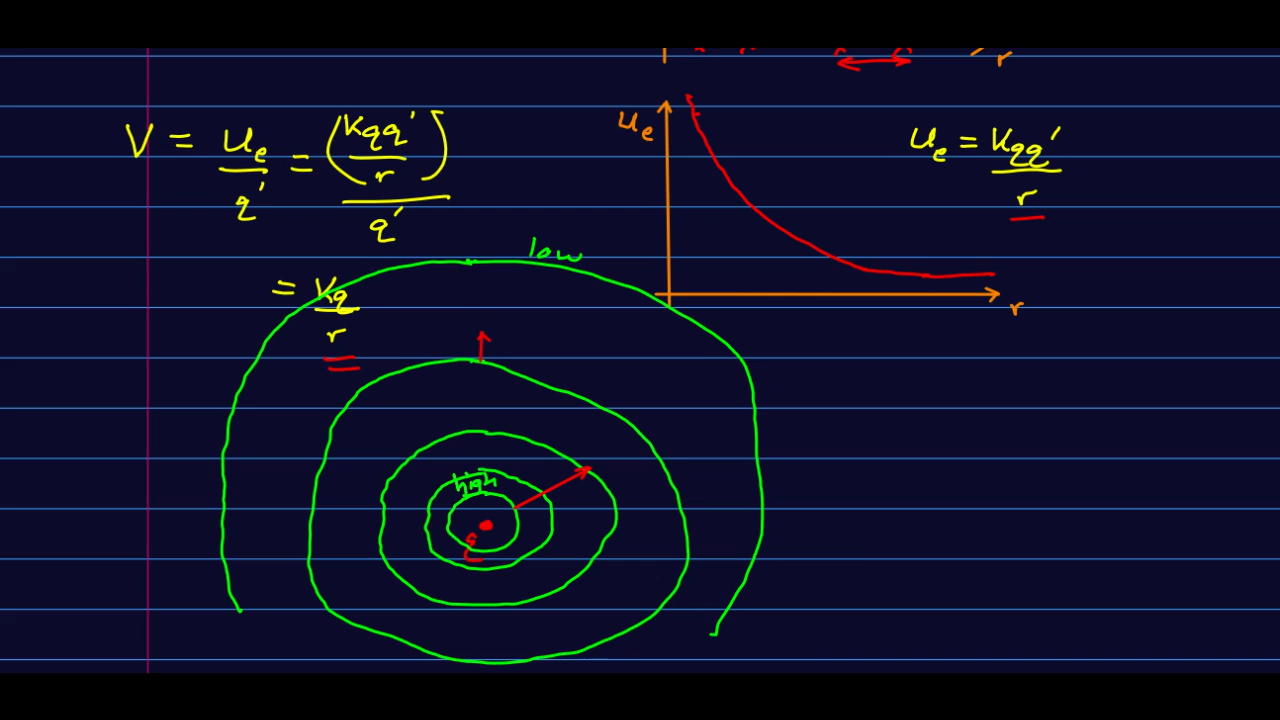 r
V = Ue/q' = (Kqq'/r)/q'
Ue
Ue = Kqq'/r
low
= Kq/r
r
high